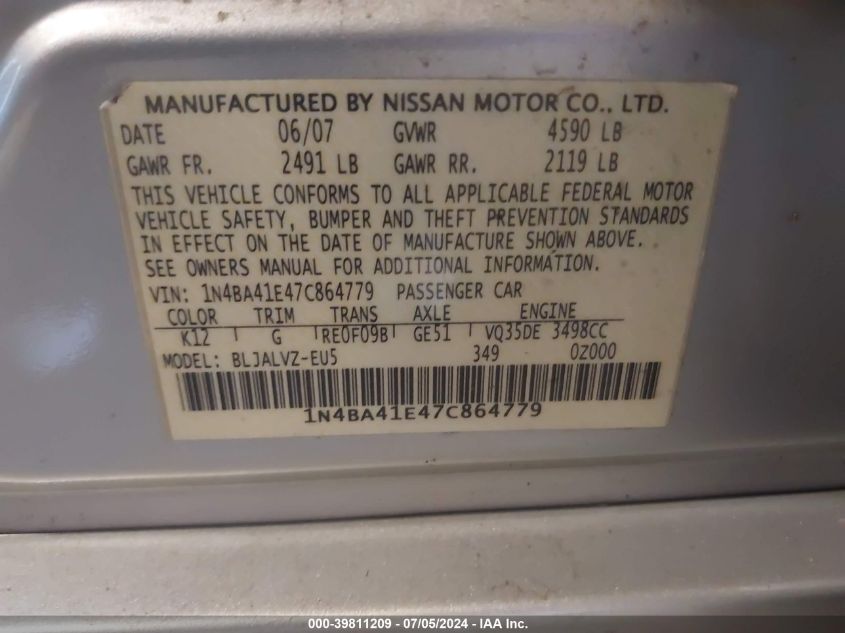 MANUFACTURED BY NISSAN MOTOR CO., LTD.
DATE 06/07 GVWR 4590 LB
GAWR FR. 2491 LB GAWR RR. 2119 LB
THIS VEHICLE CONFORMS TO ALL APPLICABLE FEDERAL MOTOR
VEHICLE SAFETY, BUMPER AND THEFT PREVENTION STANDARDS
IN EFFECT ON THE DATE OF MANUFACTURE SHOWN ABOVE.
SEE OWNERS MANUAL FOR ADDITIONAL INFORMATION.
VIN: 1N4BA41E47C864779 PASSENGER CAR
COLOR TRIM TRANS AXLE ENGINE
K12 G RE0F09B GE51 VQ35DE 3498CC
MODEL: BLJALVZ-EU5 349 0Z000
1N4BA41E47C864779
000-39811209 - 07/05/2024 - IAA Inc.